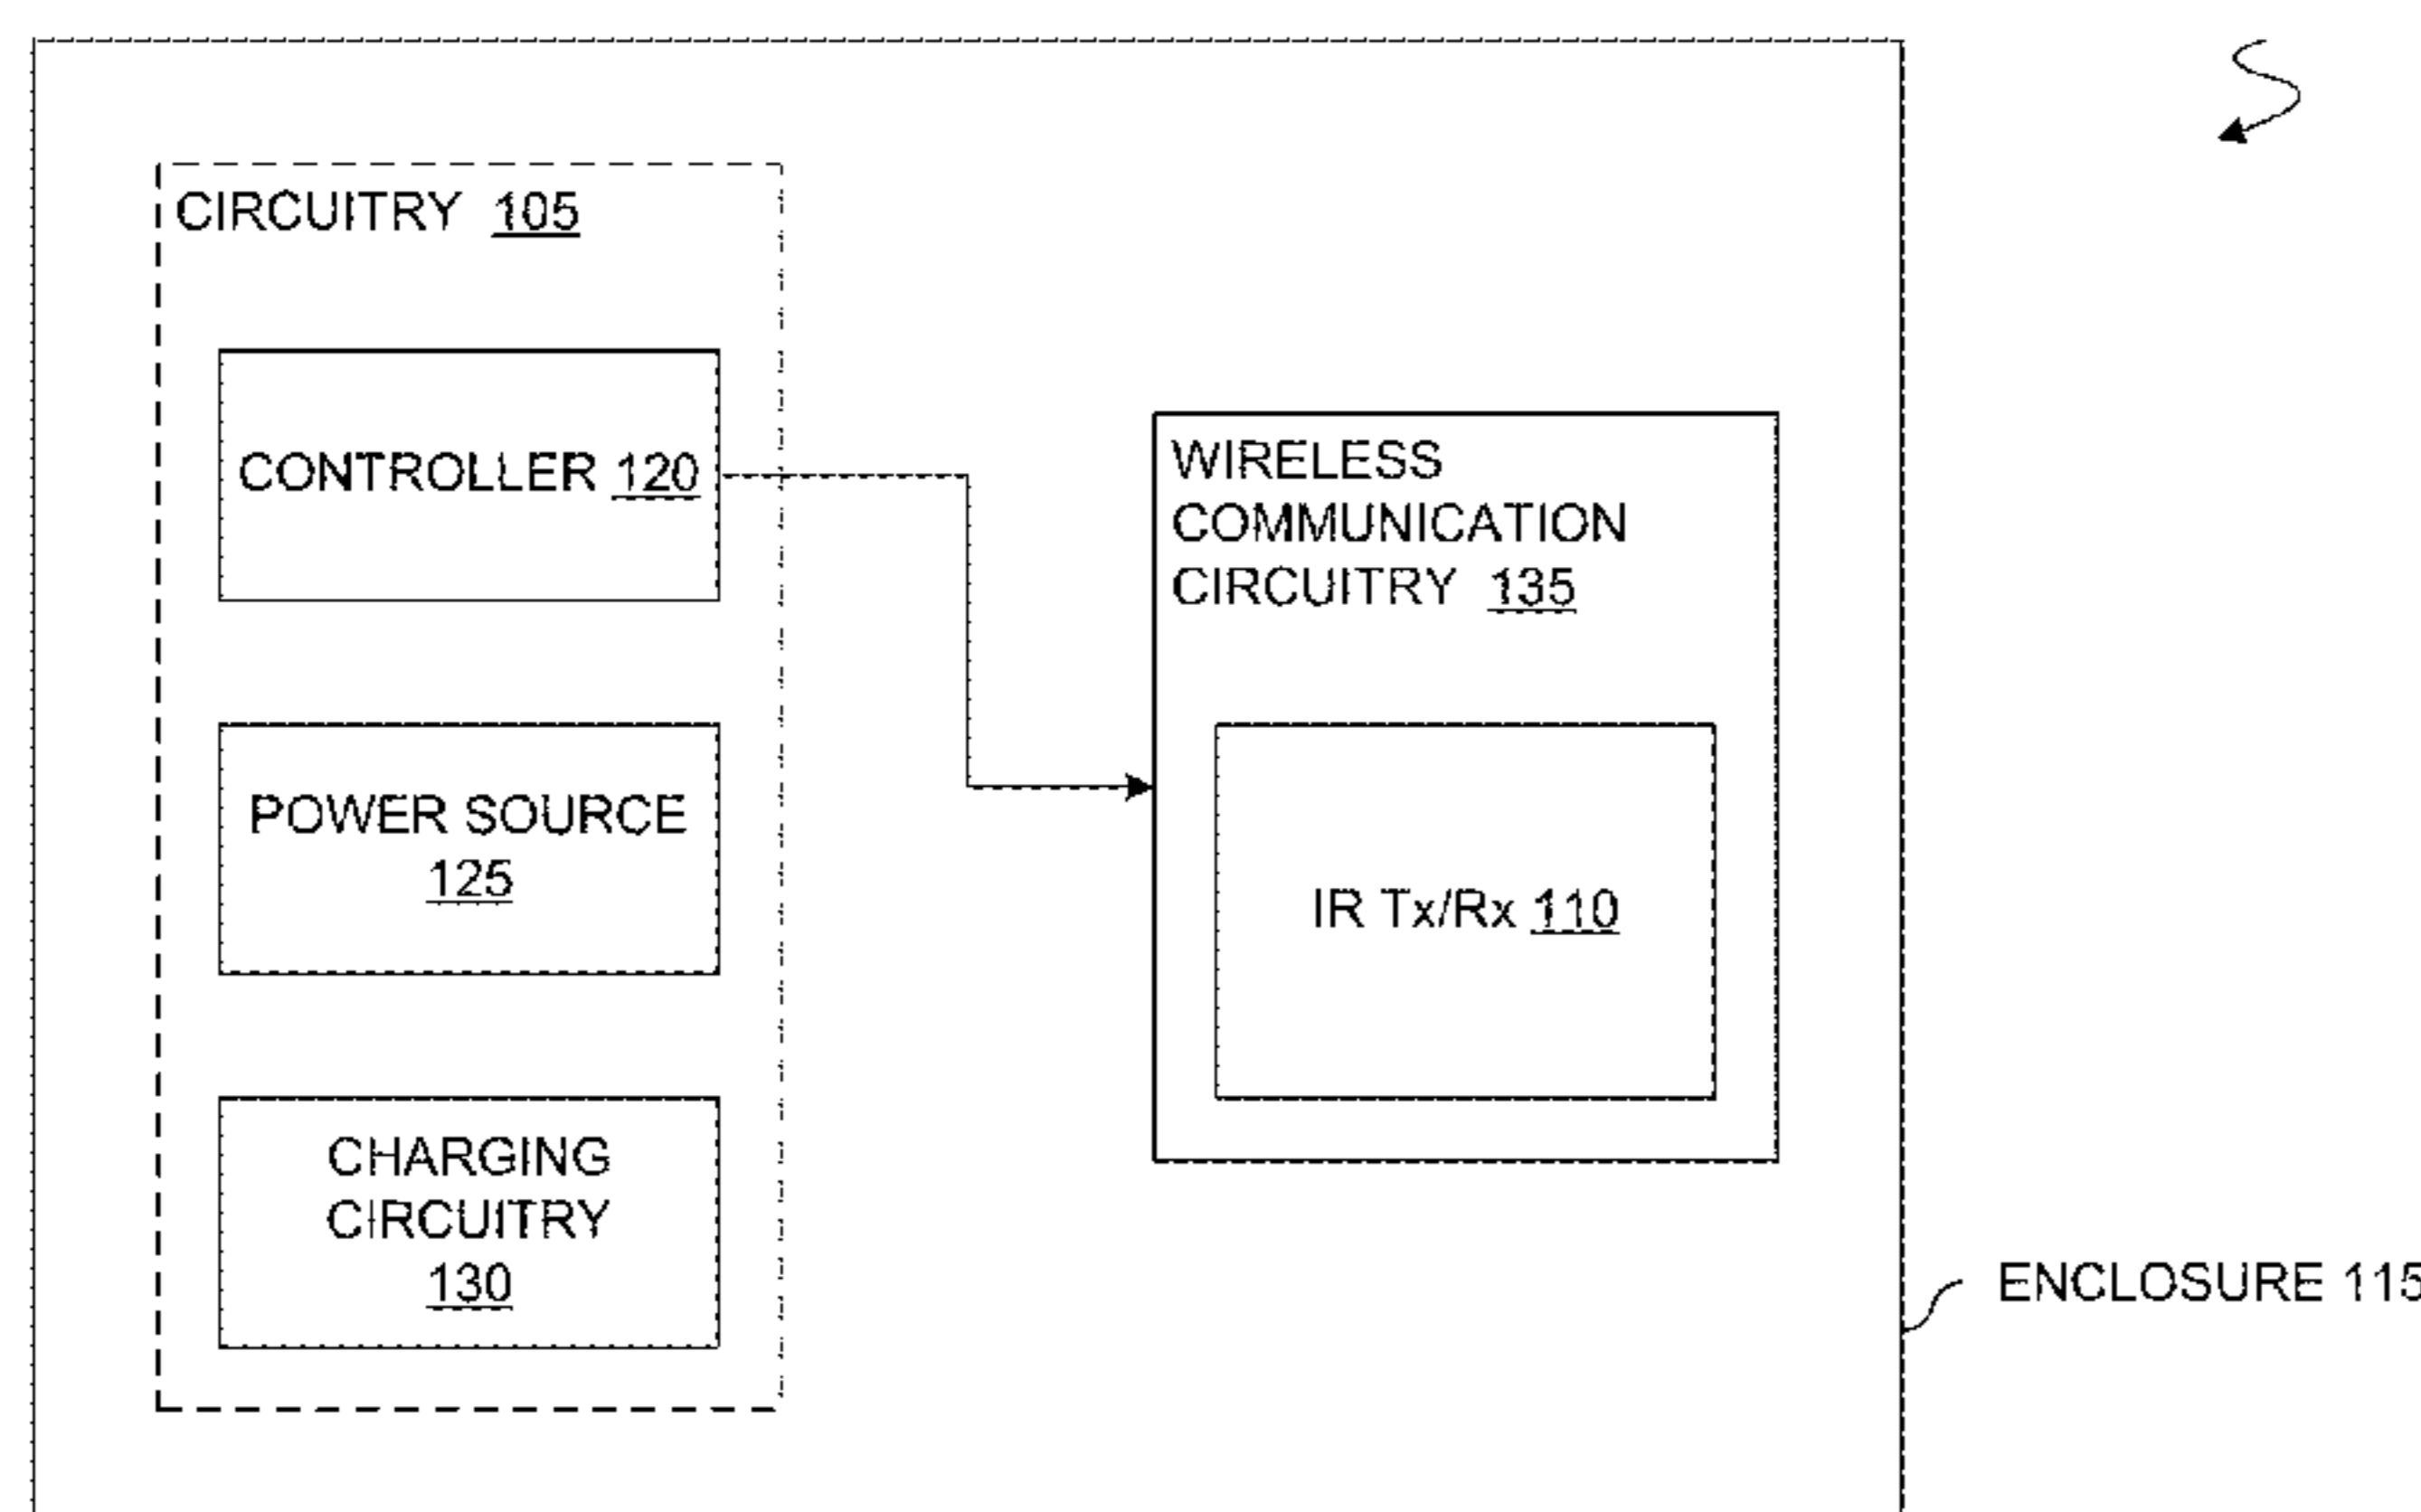 CIRCUITRY 105
CONTROLLER 120
POWER SOURCE
125
CHARGING
CIRCUITRY
130
WIRELESS
COMMUNICATION
CIRCUITRY 135
IR Tx/Rx 110
ENCLOSURE 115